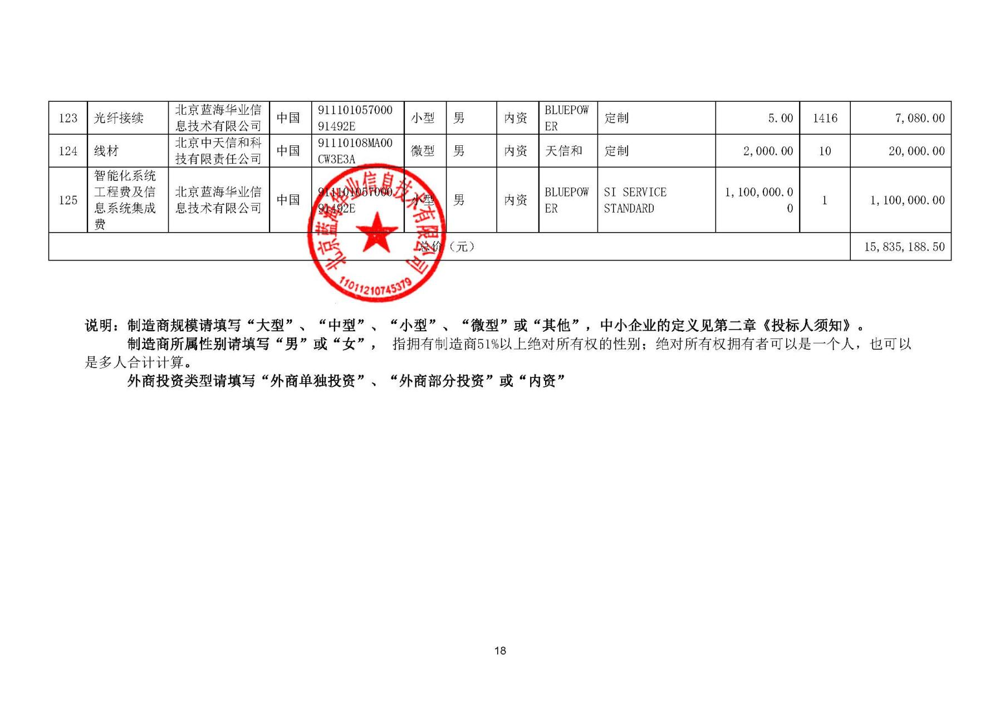 123 光纤接续 北京蓝海华业信息技术有限公司 中国 91110105700091492E 小型 男 内资 BLUEPOWER 定制 5.00 1416 7,080.00
124 线材 北京中天信和科技有限责任公司 中国 91110108MA00CW3E3A 微型 男 内资 天信和 定制 2,000.00 10 20,000.00
125 智能化系统工程费及信息系统集成费 北京蓝海华业信息技术有限公司 中国 91110105700091492E 小型 男 内资 BLUEPOWER SI SERVICE STANDARD 1,100,000.00 1 1,100,000.00
总价（元） 15,835,188.50
北京蓝海华业信息技术有限公司
11011210745379
说明：制造商规模请填写“大型”、“中型”、“小型”、“微型”或“其他”，中小企业的定义见第二章《投标人须知》。
制造商所属性别请填写“男”或“女”， 指拥有制造商51%以上绝对所有权的性别；绝对所有权拥有者可以是一个人，也可以
是多人合计计算。
外商投资类型请填写“外商单独投资”、“外商部分投资”或“内资”
18